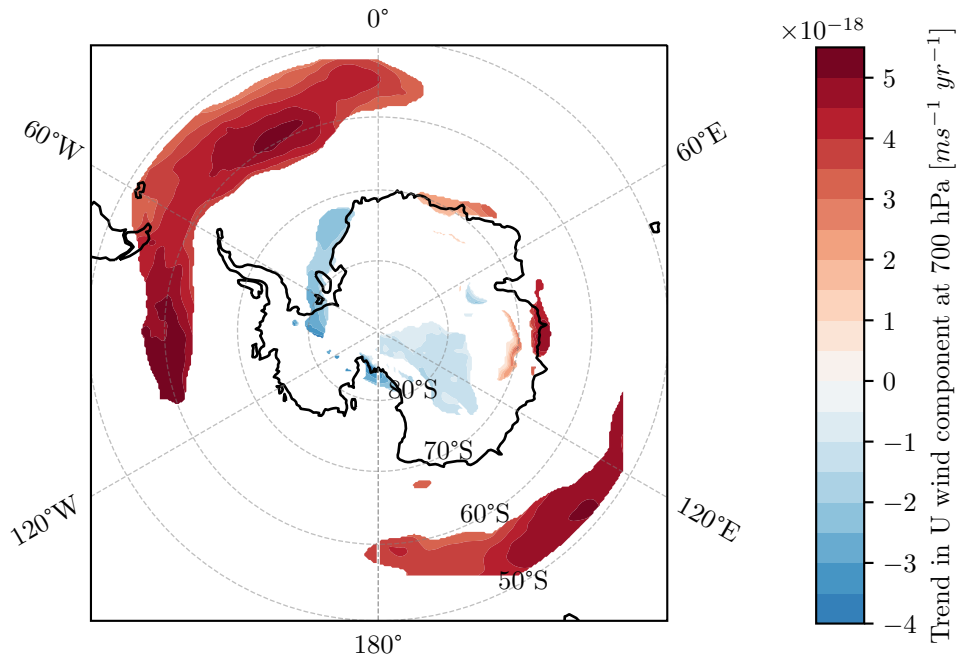 0°
×10⁻¹⁸
60°W
60°E
80°S
70°S
60°S
50°S
120°W
120°E
180°
5
4
3
2
1
0
−1
−2
−3
−4
Trend in U wind component at 700 hPa [ms⁻¹ yr⁻¹]